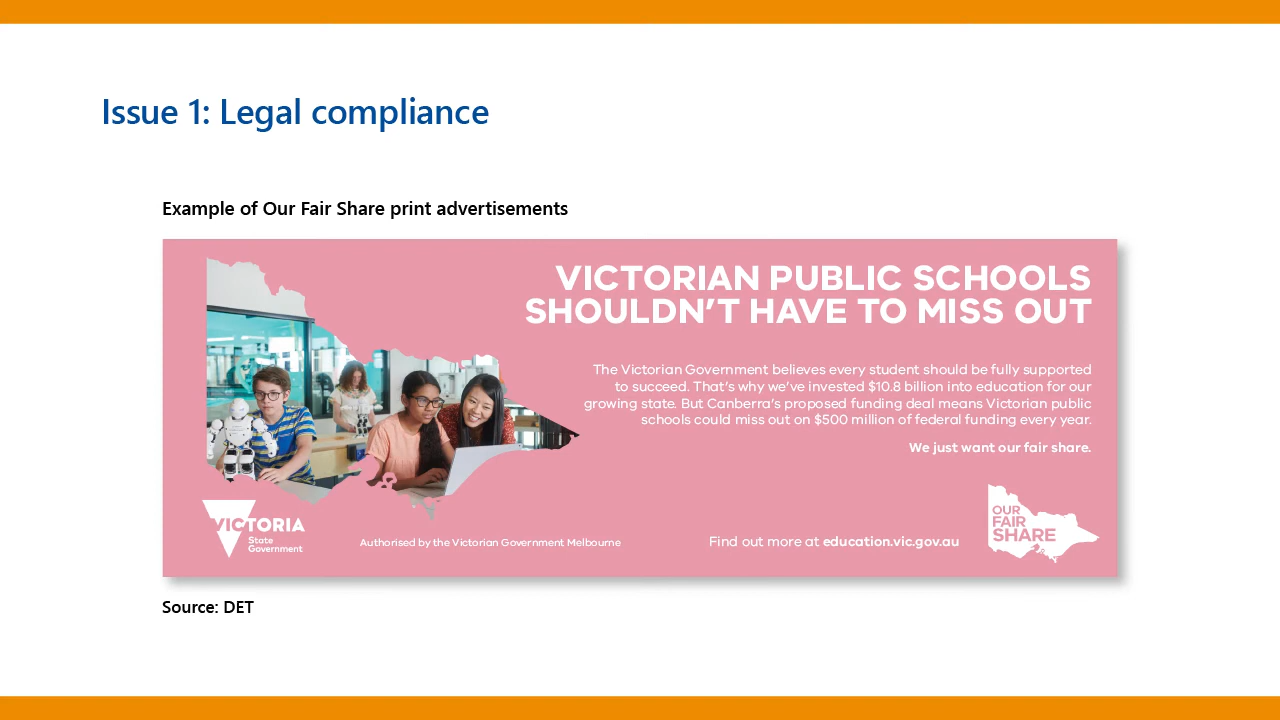 Issue 1: Legal compliance
Example of Our Fair Share print advertisements
VICTORIAN PUBLIC SCHOOLS
SHOULDN'T HAVE TO MISS OUT
The Victorian Government believes every student should be fully supported
to succeed. That's why we've invested $10.8 billion into education for our
growing state. But Canberra's proposed funding deal means Victorian public
schools could miss out on $500 million of federal funding every year.
We just want our fair share.
VICTORIA
State
Government
Authorised by the Victorian Government Melbourne
Find out more at education.vic.gov.au
OUR
FAIR
SHARE
Source: DET